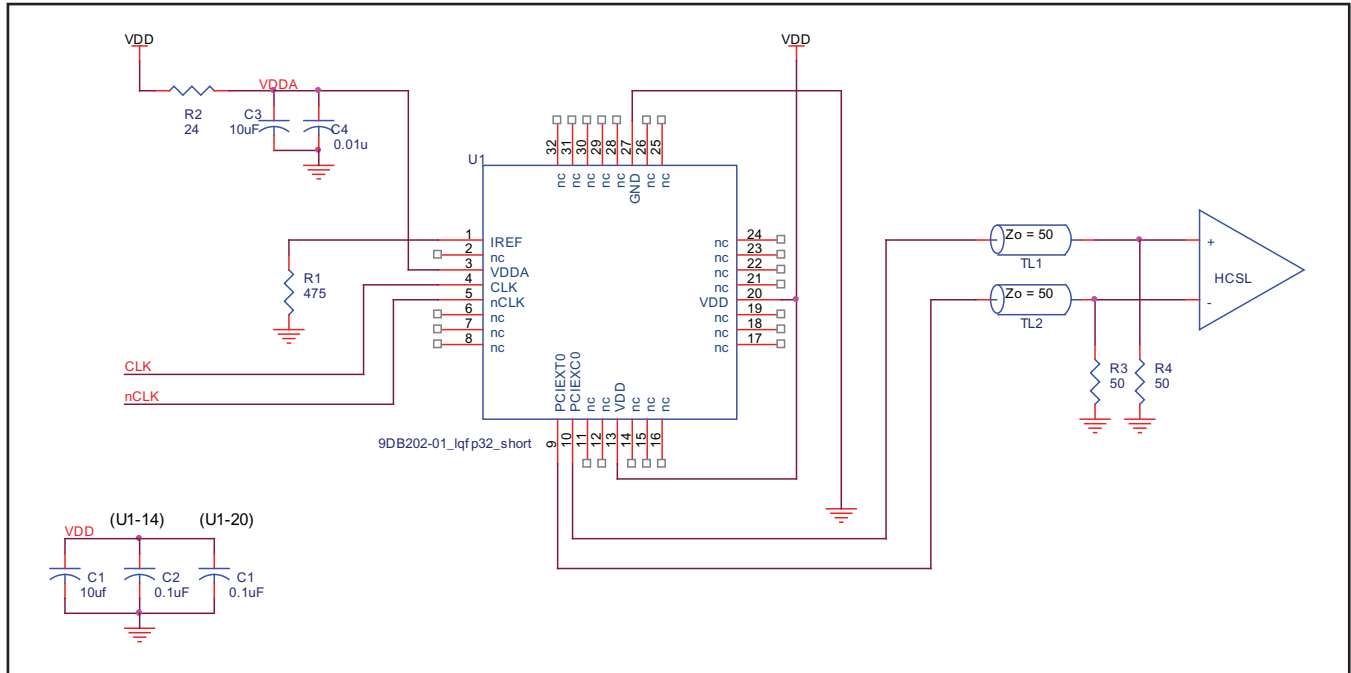 VDD
VDD
VDDA
R2
24
C3
10uF
C4
0.01u
32
31
30
29
28
27
26
25
U1
nc
nc
nc
nc
nc
GND
nc
nc
1
IREF
2
nc
3
VDDA
4
CLK
5
nCLK
6
nc
7
nc
8
nc
R1
475
24
nc
23
nc
22
nc
21
nc
20
VDD
19
nc
18
nc
17
nc
Zo = 50
TL1
Zo = 50
TL2
+
HCSL
-
CLK
nCLK
R3
50
R4
50
PCIEXT0
PCIEXC0
nc
nc
VDD
nc
nc
nc
9DB202-01_lqfp32_short
9
10
11
12
13
14
15
16
(U1-14)
(U1-20)
VDD
C1
10uf
C2
0.1uF
C1
0.1uF